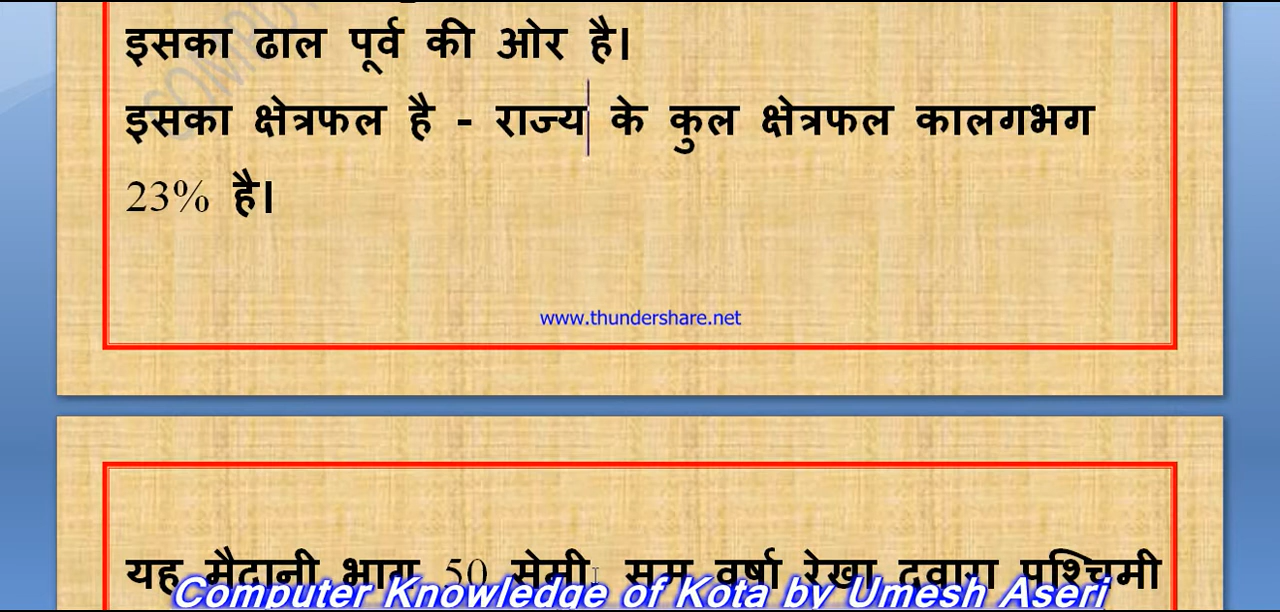 इसका ढाल पूर्व की ओर है।
इसका क्षेत्रफल है - राज्य के कुल क्षेत्रफल कालगभग
23% है।
www.thundershare.net
यह मैदानी भाग 50 सेमी. सम वर्षा रेखा द्वारा पश्चिमी
Computer Knowledge of Kota by Umesh Aseri